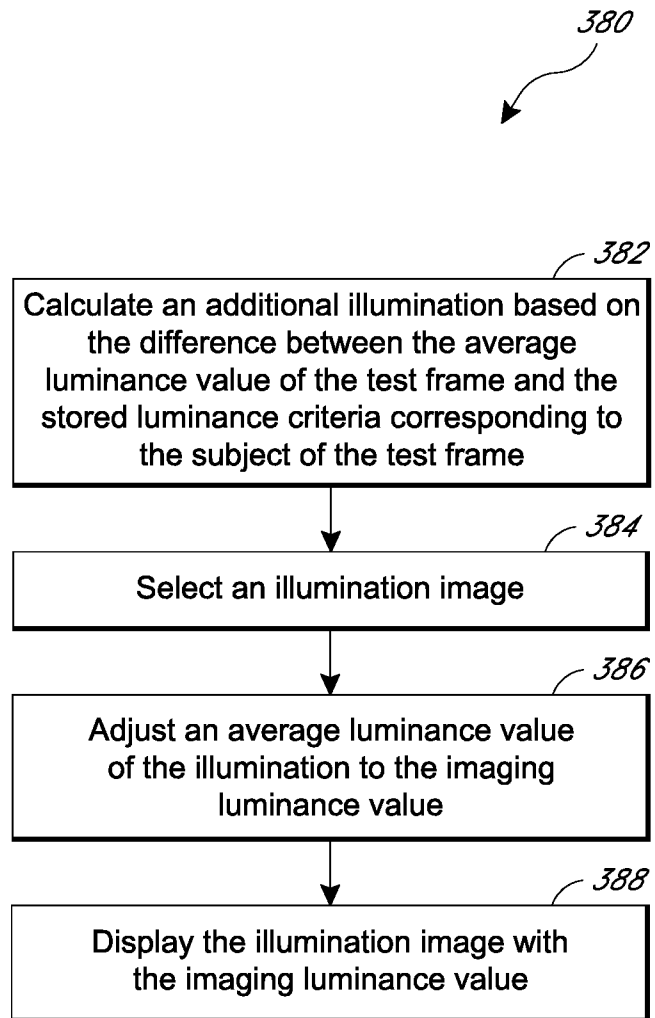 380
382
Calculate an additional illumination based on
the difference between the average
luminance value of the test frame and the
stored luminance criteria corresponding to
the subject of the test frame
384
Select an illumination image
386
Adjust an average luminance value
of the illumination to the imaging
luminance value
388
Display the illumination image with
the imaging luminance value